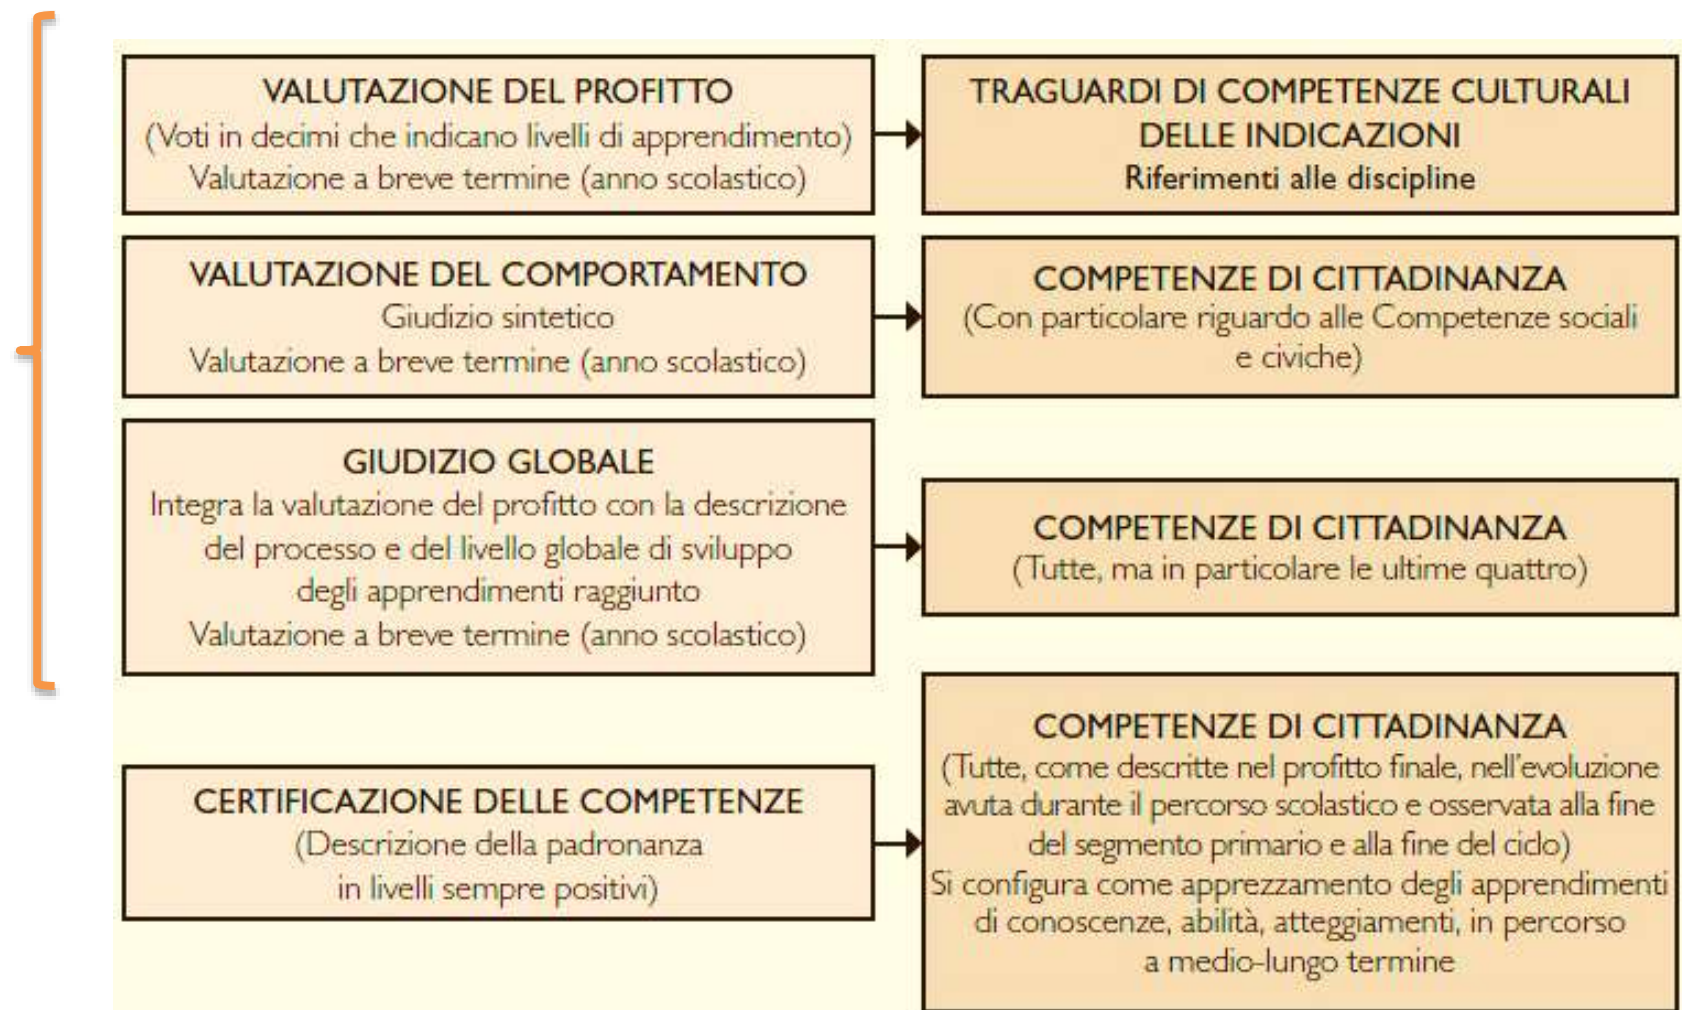 VALUTAZIONE DEL PROFITTO
(Voti in decimi che indicano livelli di apprendimento)
Valutazione a breve termine (anno scolastico)
TRAGUARDI DI COMPETENZE CULTURALI
DELLE INDICAZIONI
Riferimenti alle discipline
VALUTAZIONE DEL COMPORTAMENTO
Giudizio sintetico
Valutazione a breve termine (anno scolastico)
COMPETENZE DI CITTADINANZA
(Con particolare riguardo alle Competenze sociali
e civiche)
GIUDIZIO GLOBALE
Integra la valutazione del profitto con la descrizione
del processo e del livello globale di sviluppo
degli apprendimenti raggiunto
Valutazione a breve termine (anno scolastico)
COMPETENZE DI CITTADINANZA
(Tutte, ma in particolare le ultime quattro)
CERTIFICAZIONE DELLE COMPETENZE
(Descrizione della padronanza
in livelli sempre positivi)
COMPETENZE DI CITTADINANZA
(Tutte, come descritte nel profitto finale, nell'evoluzione
avuta durante il percorso scolastico e osservata alla fine
del segmento primario e alla fine del ciclo)
Si configura come apprezzamento degli apprendimenti
di conoscenze, abilità, atteggiamenti, in percorso
a medio-lungo termine